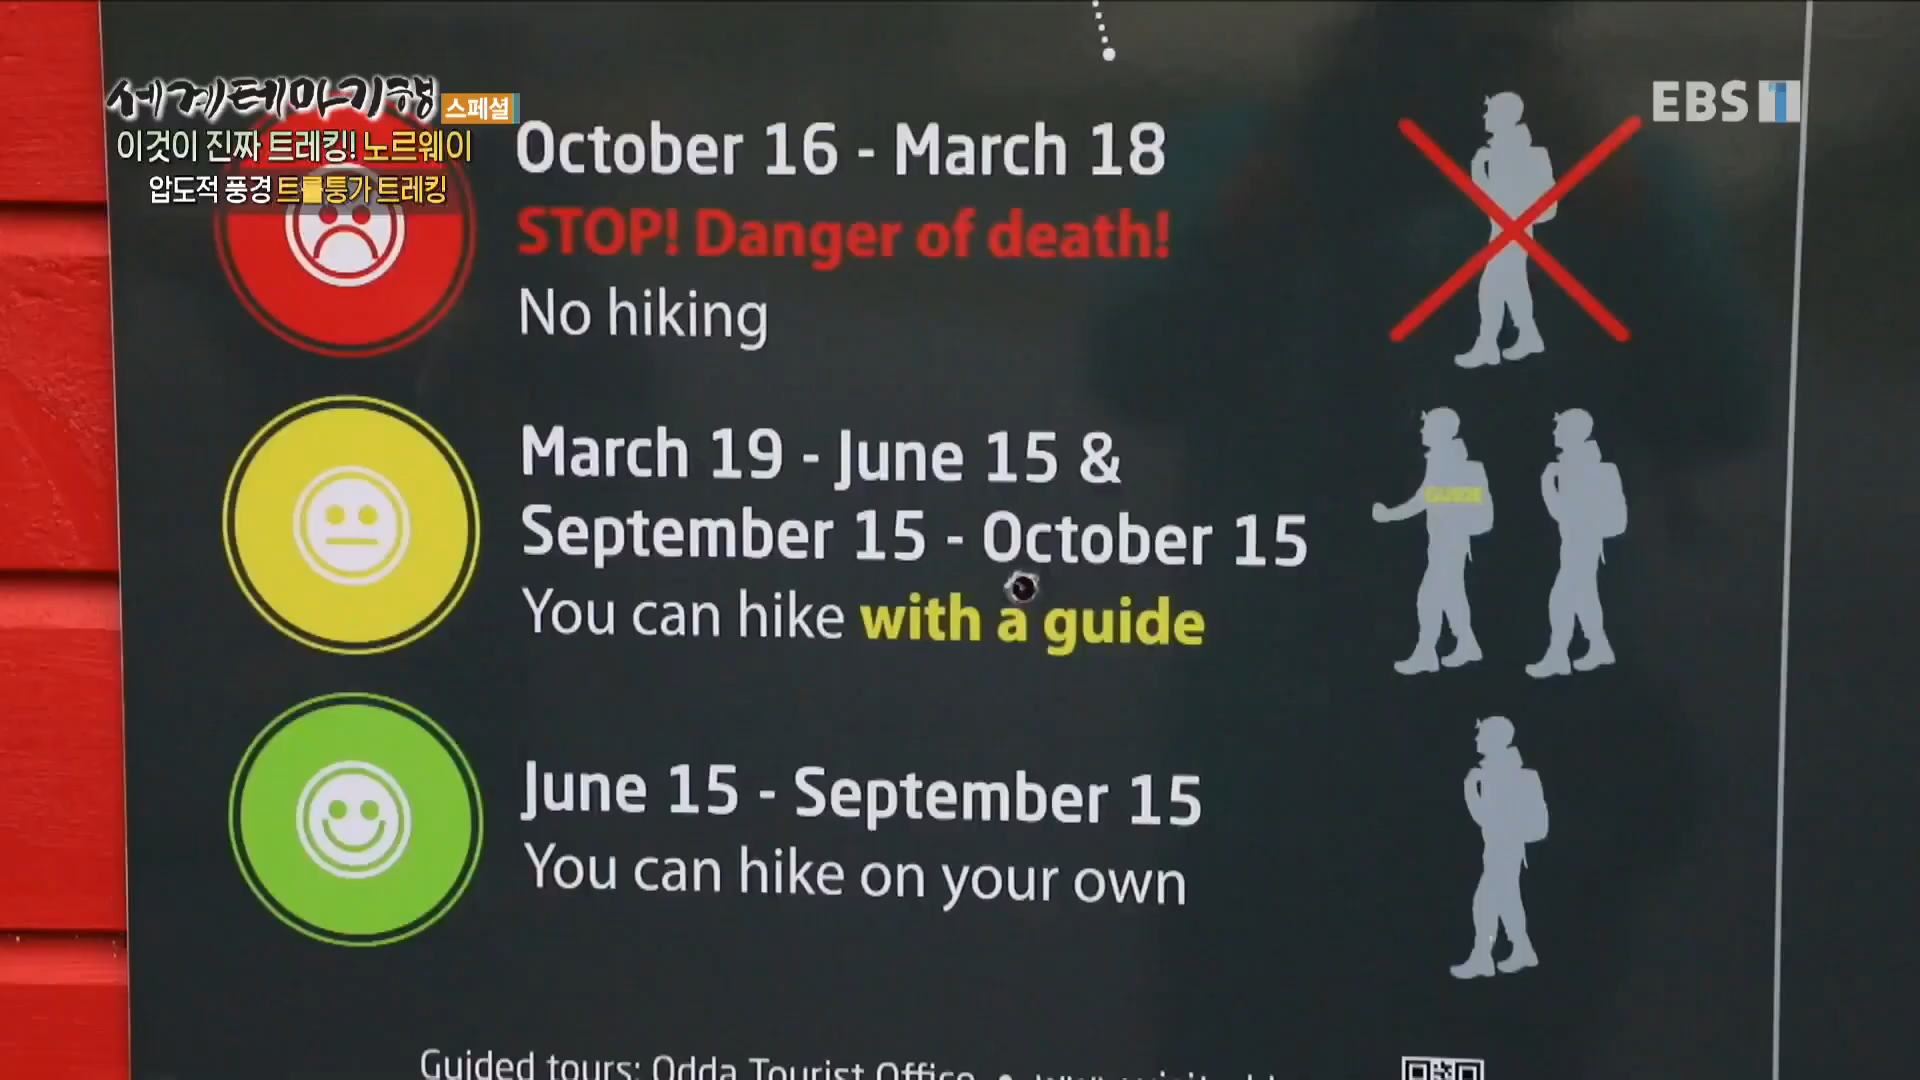 세계테마기행 스페셜
EBS 1
이것이 진짜 트레킹! 노르웨이
압도적 풍경 트롤퉁가 트레킹
October 16 - March 18
STOP! Danger of death!
No hiking
March 19 - June 15 &
September 15 - October 15
You can hike with a guide
GUIDE
June 15 - September 15
You can hike on your own
Guided tours: Odda Tourist Office •